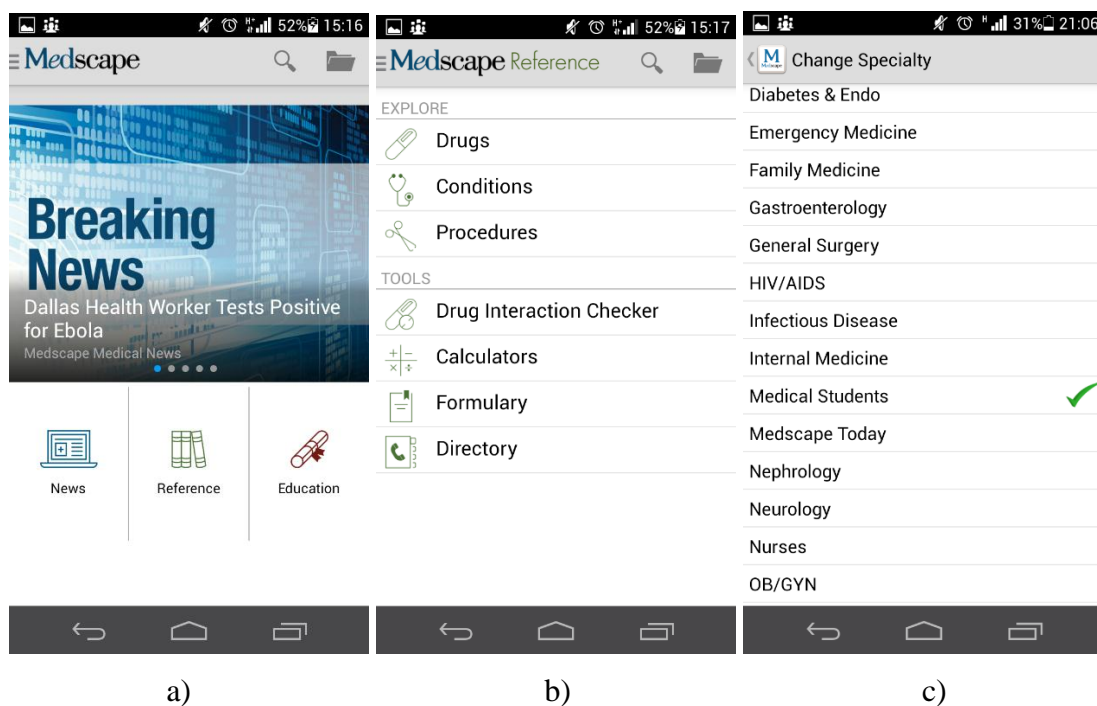 52% 15:16
Medscape
Breaking
News
Dallas Health Worker Tests Positive
for Ebola
Medscape Medical News
News
Reference
Education
a)
52% 15:17
Medscape Reference
EXPLORE
Drugs
Conditions
Procedures
TOOLS
Drug Interaction Checker
Calculators
Formulary
Directory
b)
H 31% 21:06
M Change Specialty
Diabetes & Endo
Emergency Medicine
Family Medicine
Gastroenterology
General Surgery
HIV/AIDS
Infectious Disease
Internal Medicine
Medical Students
Medscape Today
Nephrology
Neurology
Nurses
OB/GYN
c)